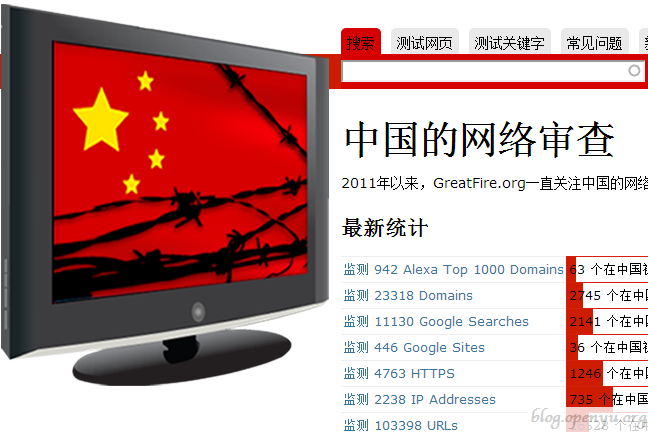 搜索 测试网页 测试关键字 常见问题
中国的网络审查
2011年以来，GreatFire.org一直关注中国的网络
最新统计
监测 942 Alexa Top 1000 Domains 63 个在中国被
监测 23318 Domains 2745 个在中
监测 11130 Google Searches 2141 个在中国
监测 446 Google Sites 36 个在中国
监测 4763 HTTPS 1246 个在中
监测 2238 IP Addresses 735 个在中国
监测 103398 URLs 个在中
blog.openyu.org